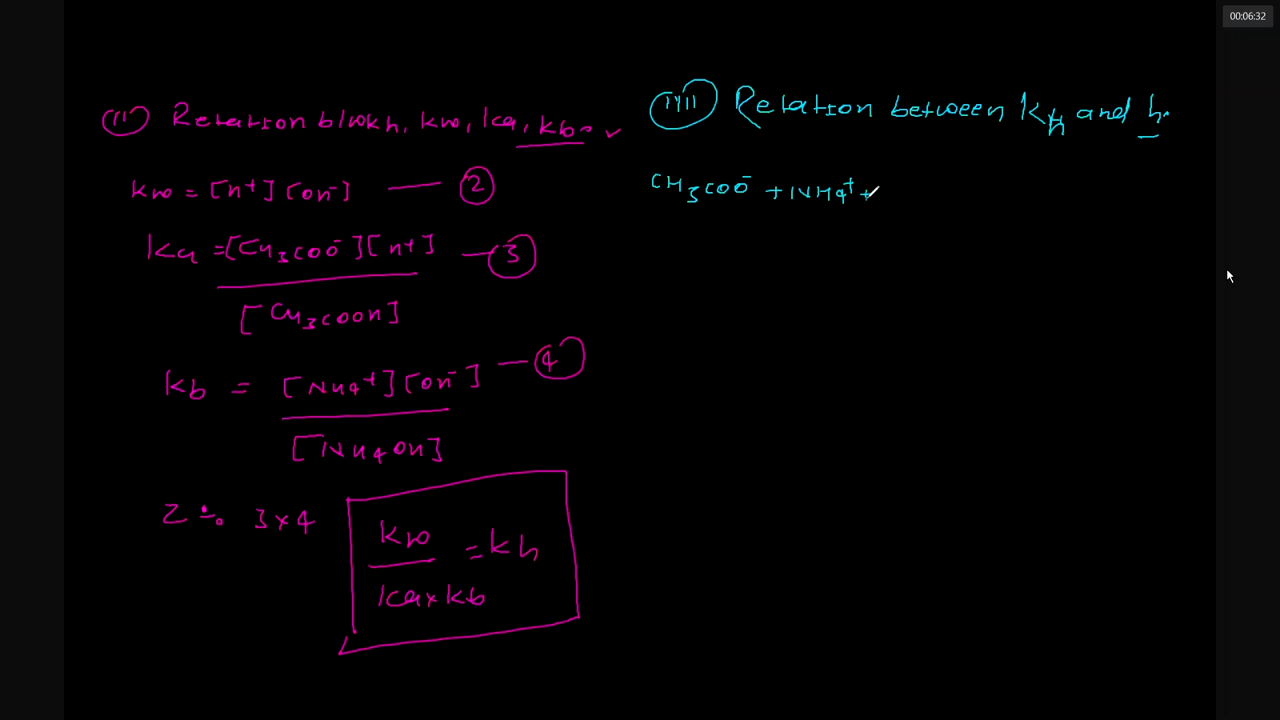 00:06:32
(ii) Relation b/w kh, kw, ka, kb
kw = [H+] [OH-] — 2
ka = [CH3COO-] [H+] — 3
[CH3COOH]
kb = [NH4+] [OH-] — 4
[NH4OH]
2 ÷ 3 x 4
kw = kh
ka x kb
(iii) Relation between kh and h.
CH3COO- + NH4+ +